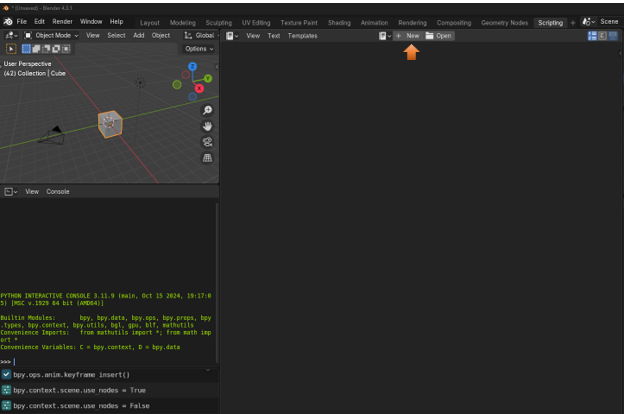 * (Unsaved) - Blender 4.3.1
File Edit Render Window Help Layout Modeling Sculpting UV Editing Texture Paint Shading Animation Rendering Compositing Geometry Nodes Scripting Scene
Object Mode View Select Add Object Global View Text Templates + New Open
Options
User Perspective
(42) Collection | Cube
Z
Y
X
View Console
PYTHON INTERACTIVE CONSOLE 3.11.9 (main, Oct 15 2024, 19:17:0
5) [MSC v.1929 64 bit (AMD64)]
Builtin Modules: bpy, bpy.data, bpy.ops, bpy.props, bpy
.types, bpy.context, bpy.utils, bgl, gpu, blf, mathutils
Convenience Imports: from mathutils import *; from math imp
ort *
Convenience Variables: C = bpy.context, D = bpy.data
>>>
bpy.ops.anim.keyframe_insert()
bpy.context.scene.use_nodes = True
bpy.context.scene.use_nodes = False